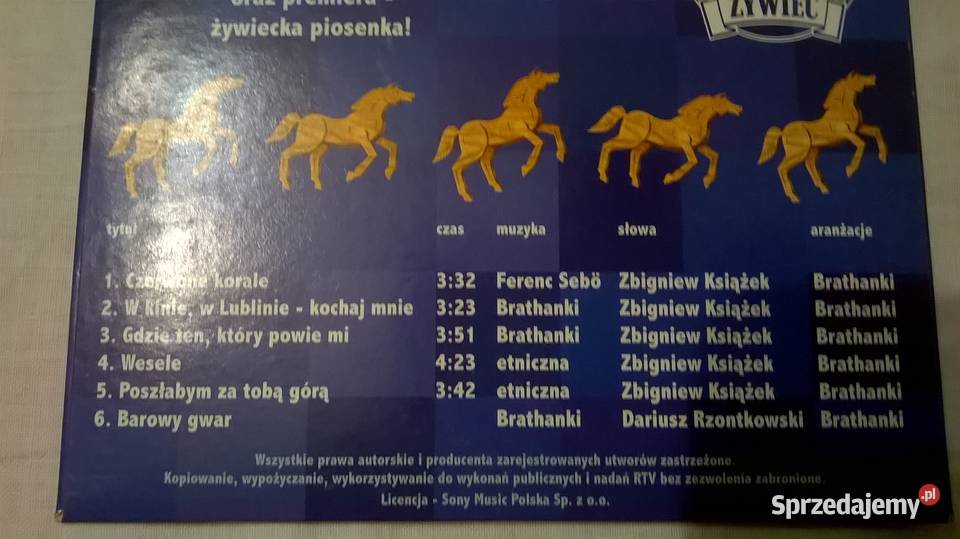 oraz premiera -
żywiecka piosenka!
ŻYWIEC
tytuł czas muzyka słowa aranżacje
1. Czerwone korale 3:32 Ferenc Sebö Zbigniew Książek Brathanki
2. W kinie, w Lublinie - kochaj mnie 3:23 Brathanki Zbigniew Książek Brathanki
3. Gdzie ten, który powie mi 3:51 Brathanki Zbigniew Książek Brathanki
4. Wesele 4:23 etniczna Zbigniew Książek Brathanki
5. Poszłabym za tobą górą 3:42 etniczna Zbigniew Książek Brathanki
6. Barowy gwar Brathanki Dariusz Rzontkowski Brathanki
Wszystkie prawa autorskie i producenta zarejestrowanych utworów zastrzeżone.
Kopiowanie, wypożyczanie, wykorzystywanie do wykonań publicznych i nadań RTV bez zezwolenia zabronione.
Licencja - Sony Music Polska Sp. z o.o.
Sprzedajemy.pl